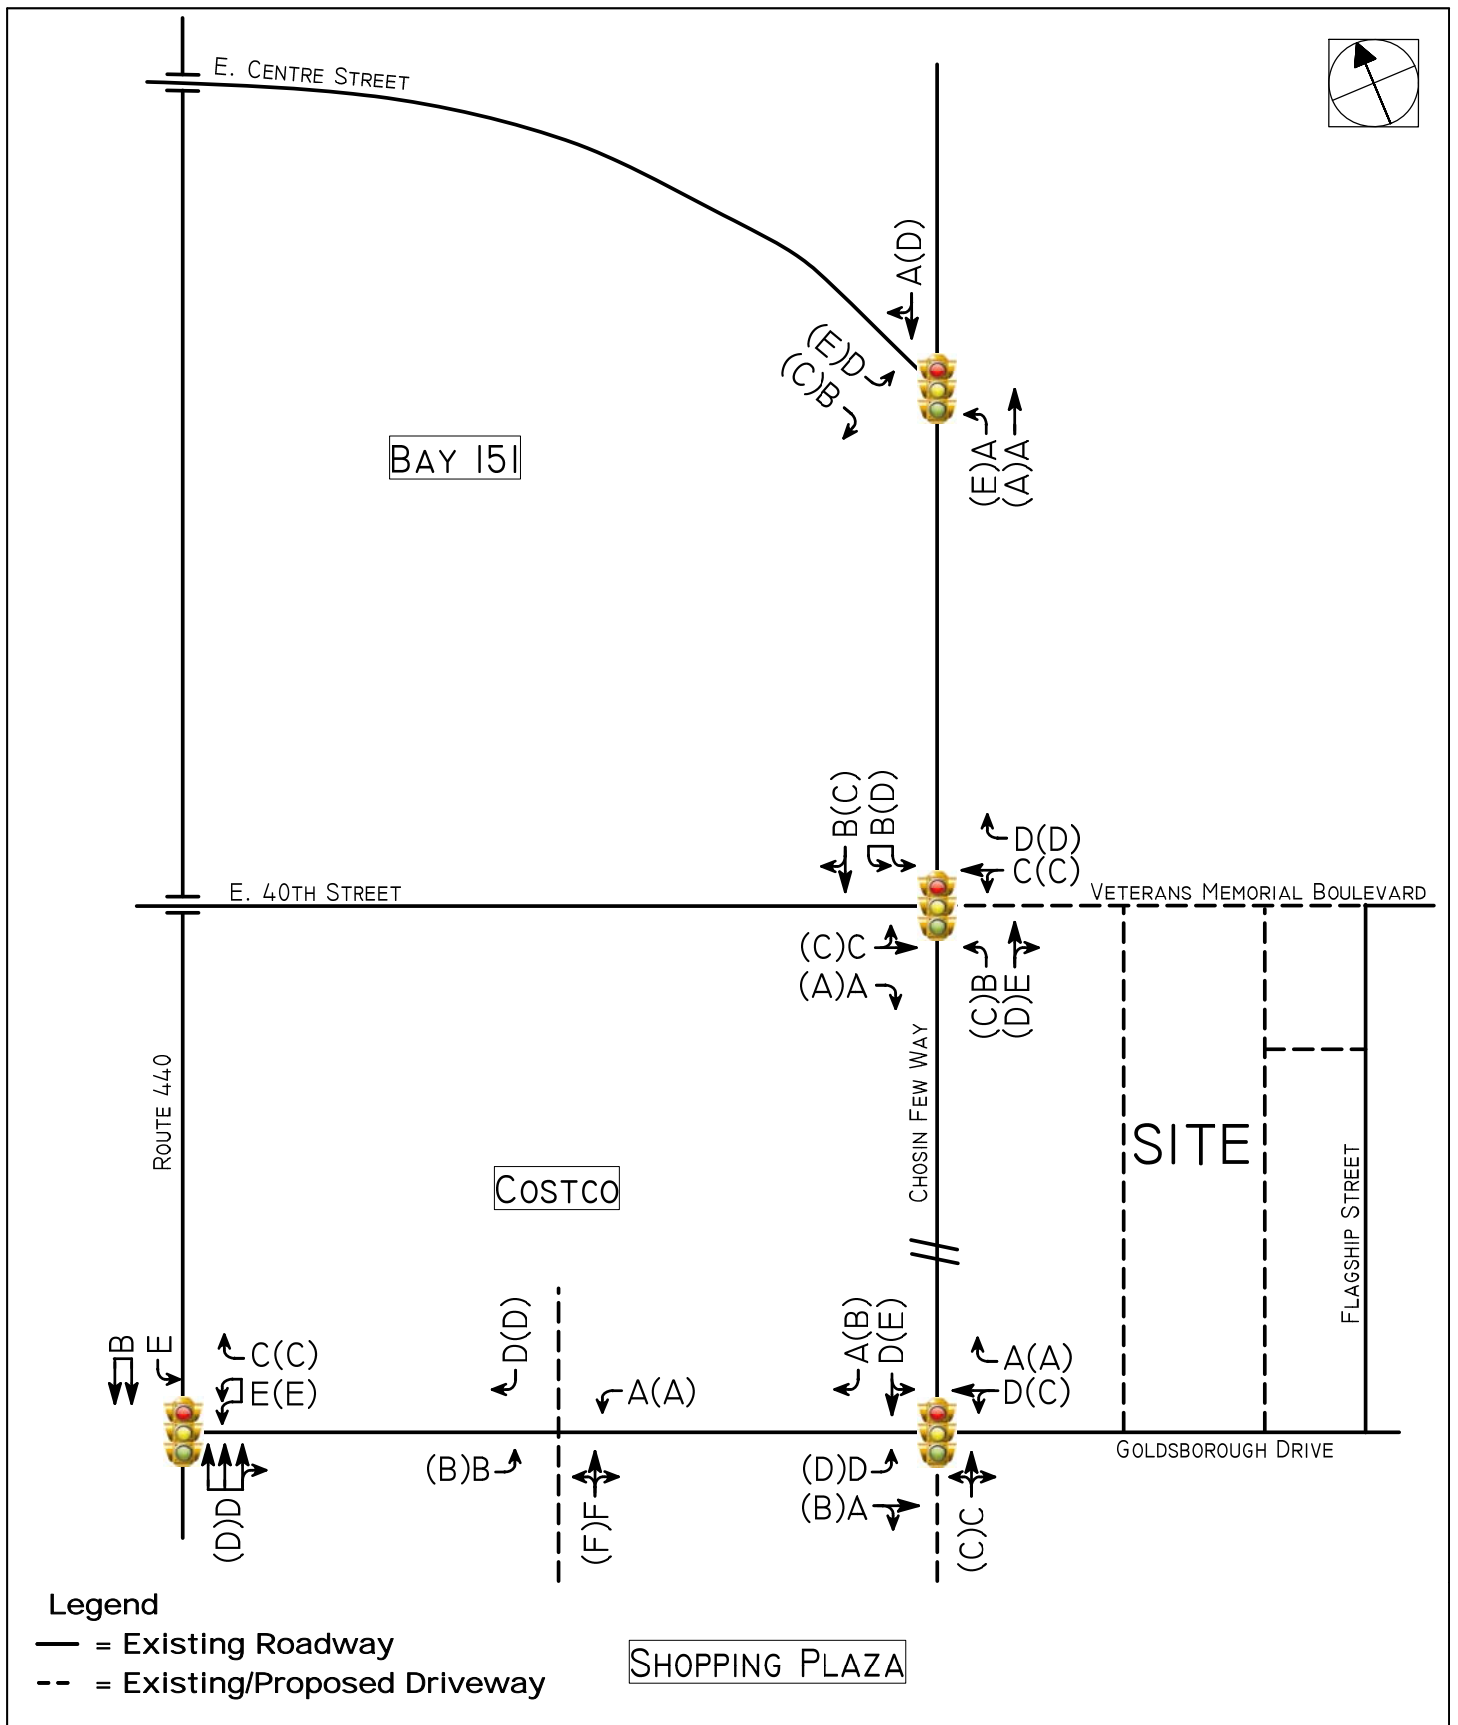 E. CENTRE STREET
A(D)
(E)D
(C)B
(E)A
(A)A
BAY 151
B(C)
B(D)
D(D)
C(C)
E. 40TH STREET
VETERANS MEMORIAL BOULEVARD
(C)C
(A)A
(C)B
(D)E
ROUTE 440
CHOSIN FEW WAY
SITE
FLAGSHIP STREET
COSTCO
B
E
C(C)
E(E)
D(D)
A(A)
A(B)
D(E)
A(A)
D(C)
GOLDSBOROUGH DRIVE
(D)D
(B)B
(F)F
(D)D
(B)A
(C)C
Legend
= Existing Roadway
= Existing/Proposed Driveway
SHOPPING PLAZA